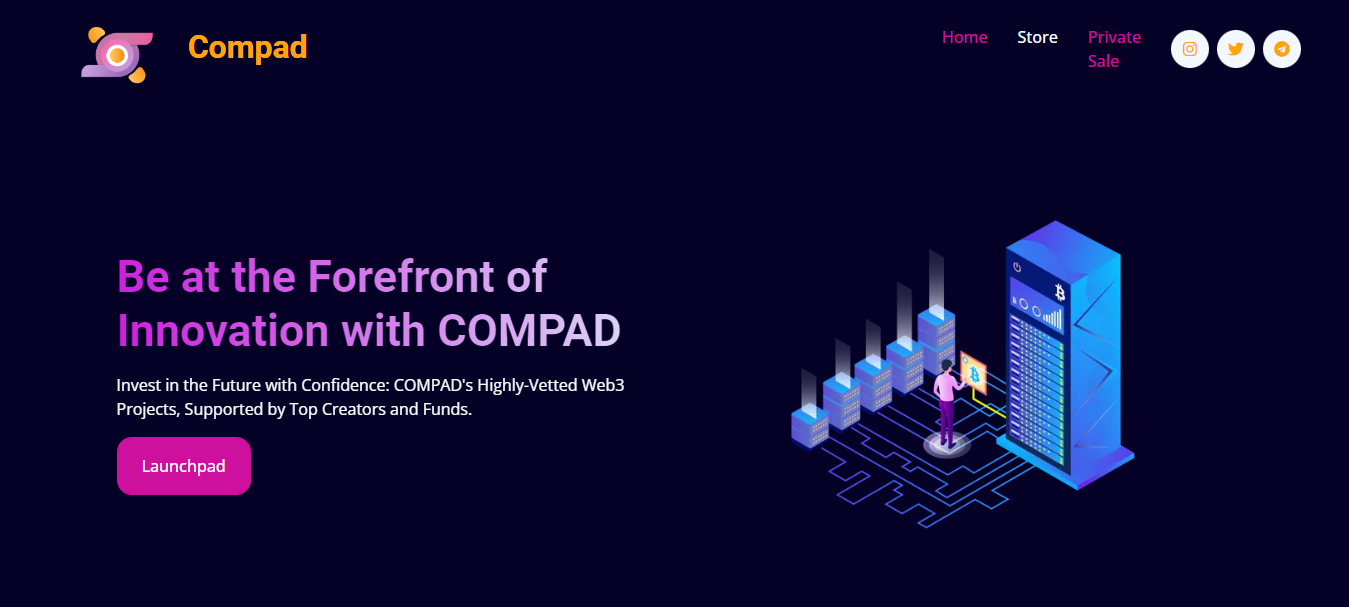 Compad
Home
Store
Private
Sale
Be at the Forefront of
Innovation with COMPAD
Invest in the Future with Confidence: COMPAD's Highly-Vetted Web3
Projects, Supported by Top Creators and Funds.
Launchpad